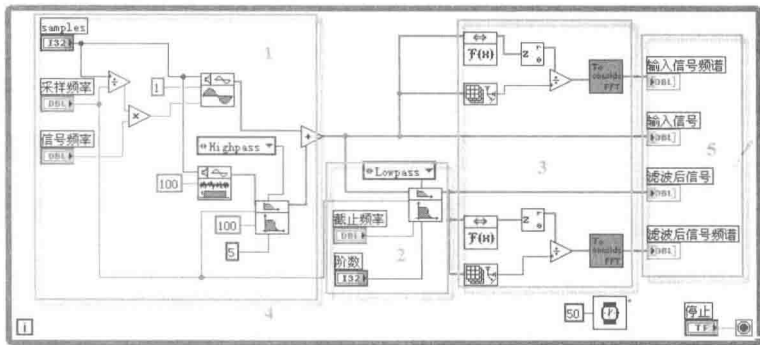 samples
I32
1
采样频率
DBL
信号频率
DBL
1
Highpass
100
100
5
4
Lowpass
截止频率
DBL
2
阶数
I32
F(x)
z
r
θ
To
FFT
3
F(x)
z
r
θ
To
FFT
50
输入信号频谱
DBL
输入信号
DBL
5
滤波后信号
DBL
滤波后信号频谱
DBL
停止
TF
i